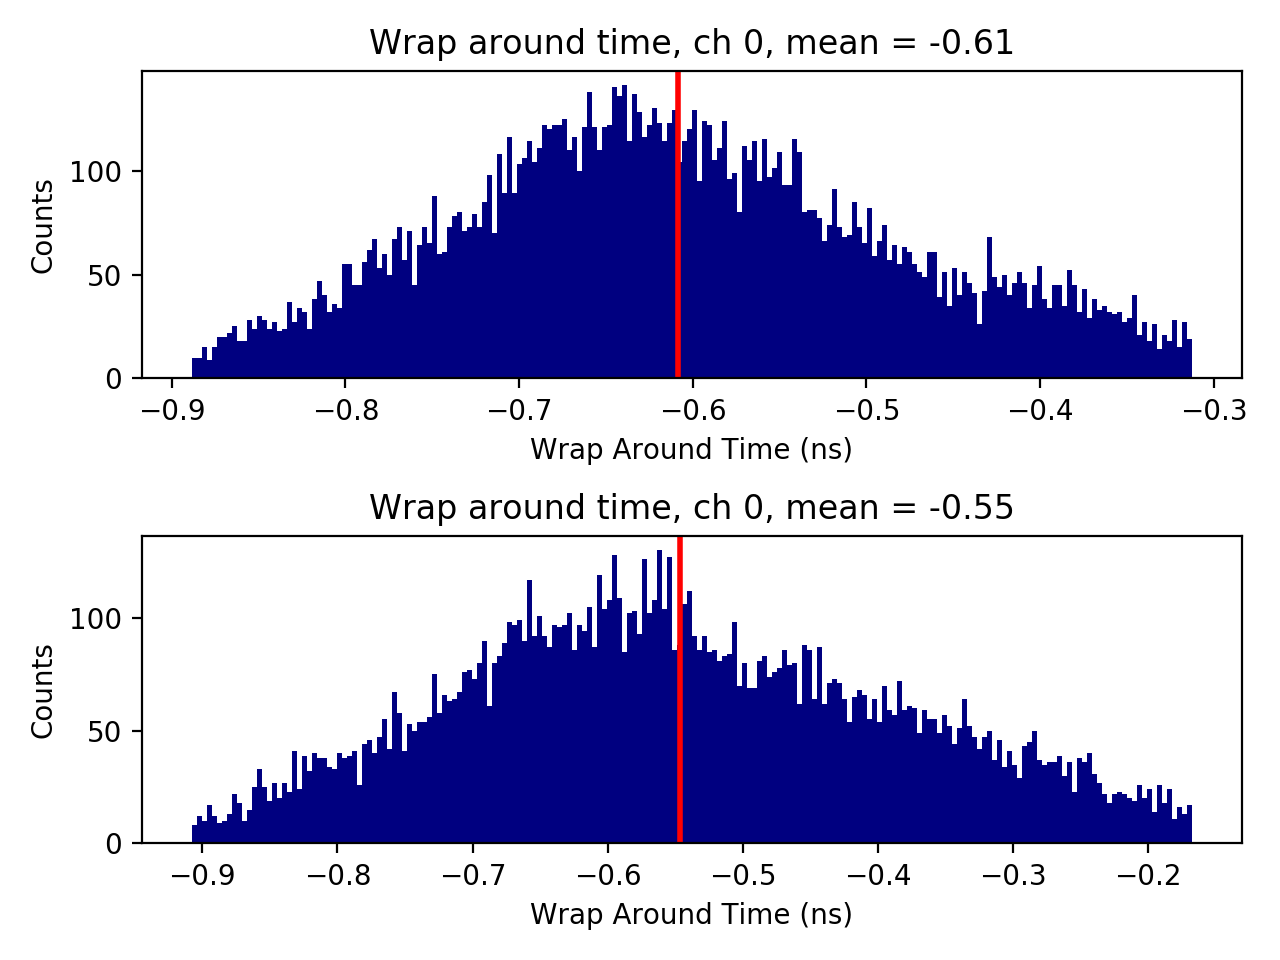 Wrap around time, ch 0, mean = -0.61
Counts
100
50
0
−0.9 −0.8 −0.7 −0.6 −0.5 −0.4 −0.3
Wrap Around Time (ns)
Wrap around time, ch 0, mean = -0.55
Counts
100
50
0
−0.9 −0.8 −0.7 −0.6 −0.5 −0.4 −0.3 −0.2
Wrap Around Time (ns)